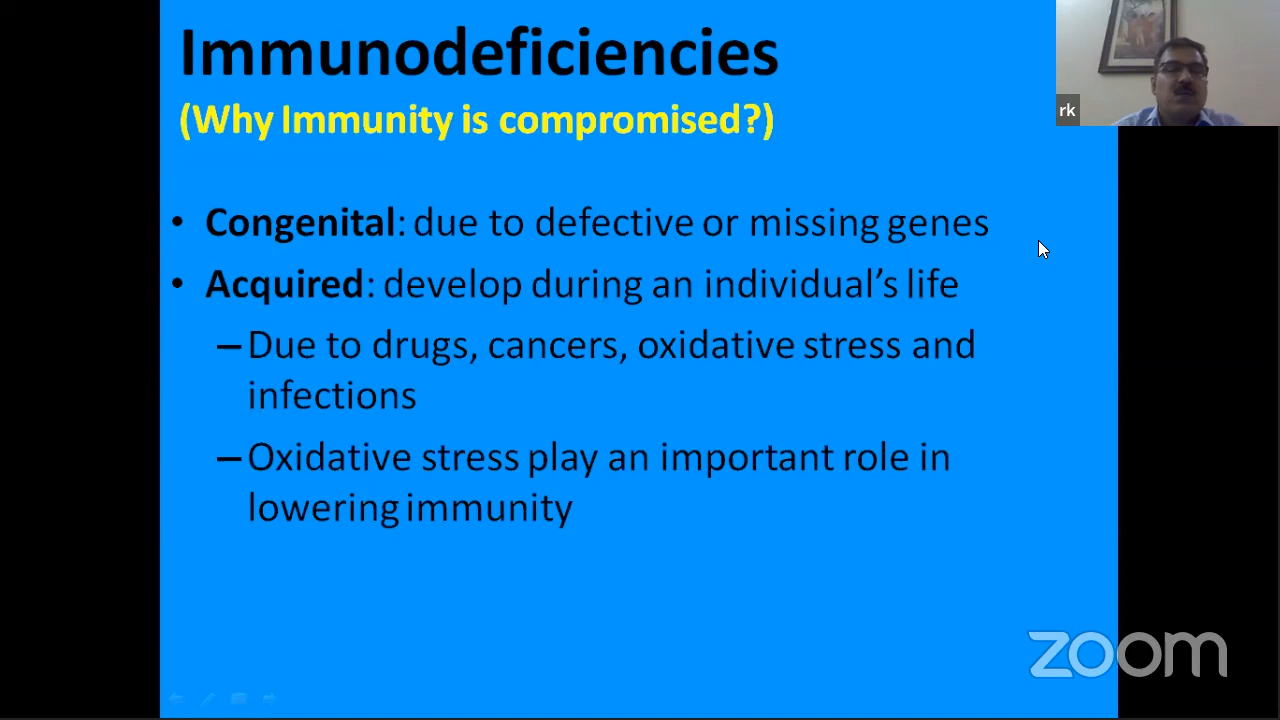 Immunodeficiencies
(Why Immunity is compromised?)
rk
• Congenital: due to defective or missing genes
• Acquired: develop during an individual’s life
– Due to drugs, cancers, oxidative stress and
infections
– Oxidative stress play an important role in
lowering immunity
zoom